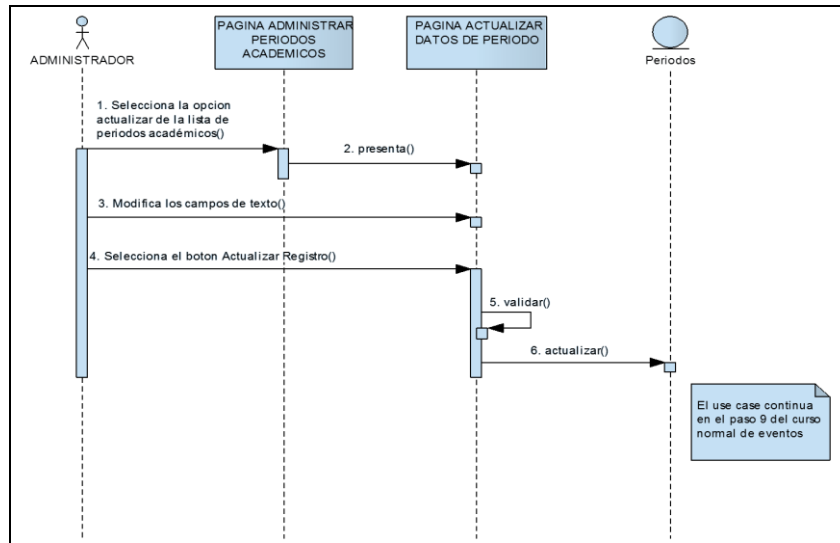 ADMINISTRADOR
PAGINA ADMINISTRAR
PERIODOS
ACADEMICOS
PAGINA ACTUALIZAR
DATOS DE PERIODO
Periodos
1. Selecciona la opcion
actualizar de la lista de
periodos académicos()
2. presenta()
3. Modifica los campos de texto()
4. Selecciona el boton Actualizar Registro()
5. validar()
6. actualizar()
El use case continua
en el paso 9 del curso
normal de eventos